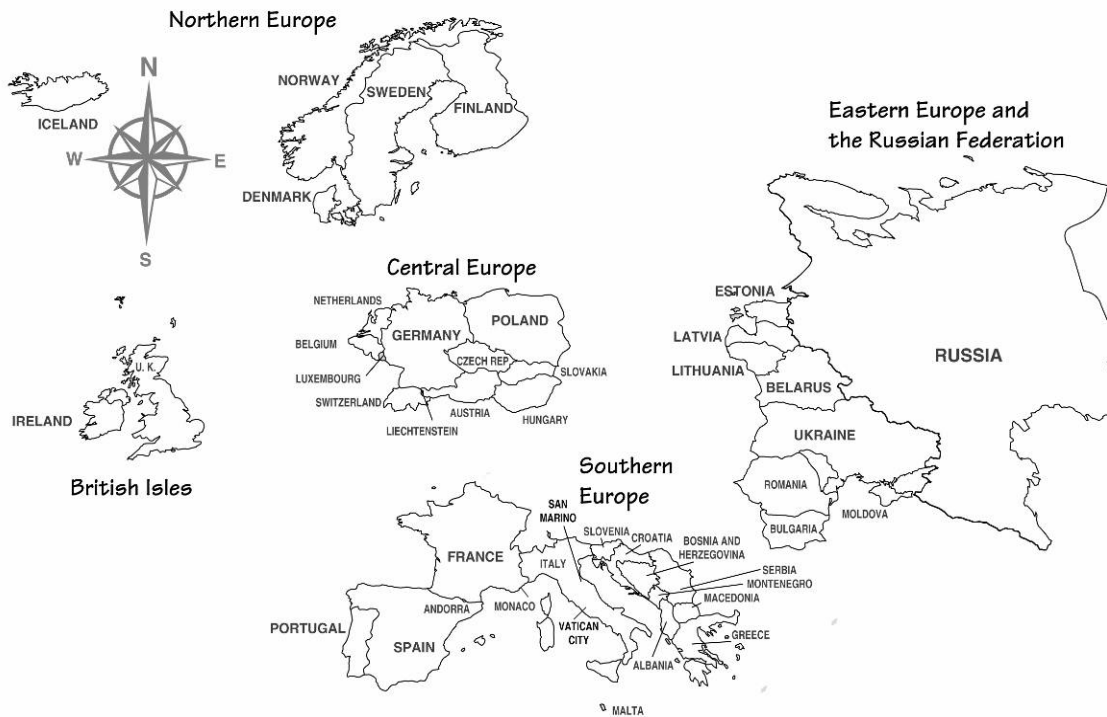 Northern Europe
N
W
E
S
ICELAND
NORWAY
SWEDEN
FINLAND
DENMARK
Eastern Europe and
the Russian Federation
ESTONIA
LATVIA
LITHUANIA
BELARUS
RUSSIA
UKRAINE
ROMANIA
MOLDOVA
BULGARIA
Central Europe
NETHERLANDS
GERMANY
POLAND
BELGIUM
CZECH REP
LUXEMBOURG
SLOVAKIA
SWITZERLAND
AUSTRIA
HUNGARY
LIECHTENSTEIN
U. K.
IRELAND
British Isles
Southern
Europe
SAN
MARINO
SLOVENIA
CROATIA
BOSNIA AND
HERZEGOVINA
FRANCE
ITALY
SERBIA
MONTENEGRO
MACEDONIA
ANDORRA
MONACO
PORTUGAL
SPAIN
VATICAN
CITY
GREECE
ALBANIA
MALTA